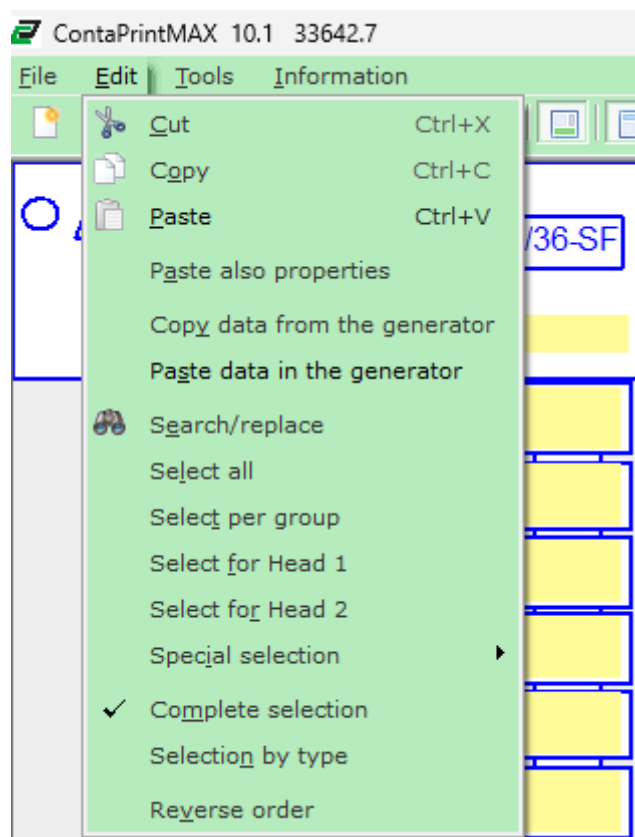 ContaPrintMAX 10.1 33642.7
File Edit Tools Information
Cut Ctrl+X
Copy Ctrl+C
Paste Ctrl+V
/36-SF
Paste also properties
Copy data from the generator
Paste data in the generator
Search/replace
Select all
Select per group
Select for Head 1
Select for Head 2
Special selection
Complete selection
Selection by type
Reverse order